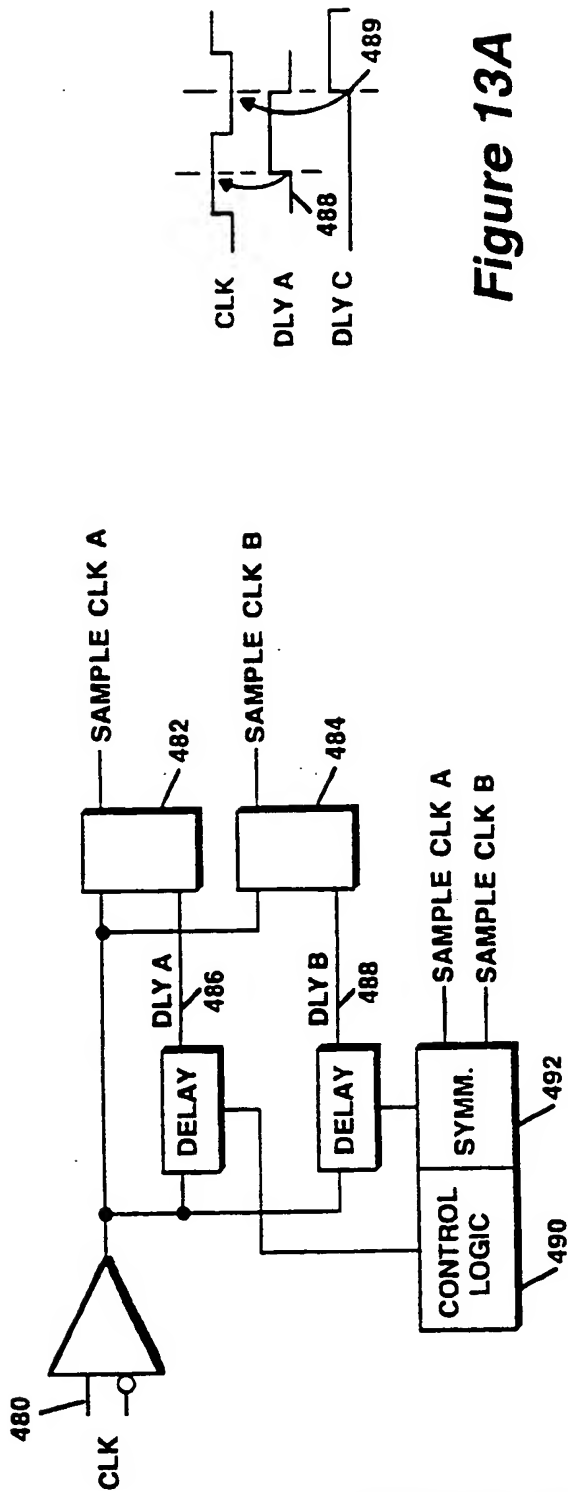 480
CLK
DELAY
DLY A
486
482
SAMPLE CLK A
DELAY
DLY B
488
484
SAMPLE CLK B
CONTROL
LOGIC
SYMM.
490
492
SAMPLE CLK A
SAMPLE CLK B
CLK
DLY A
DLY C
488
489
Figure 13A